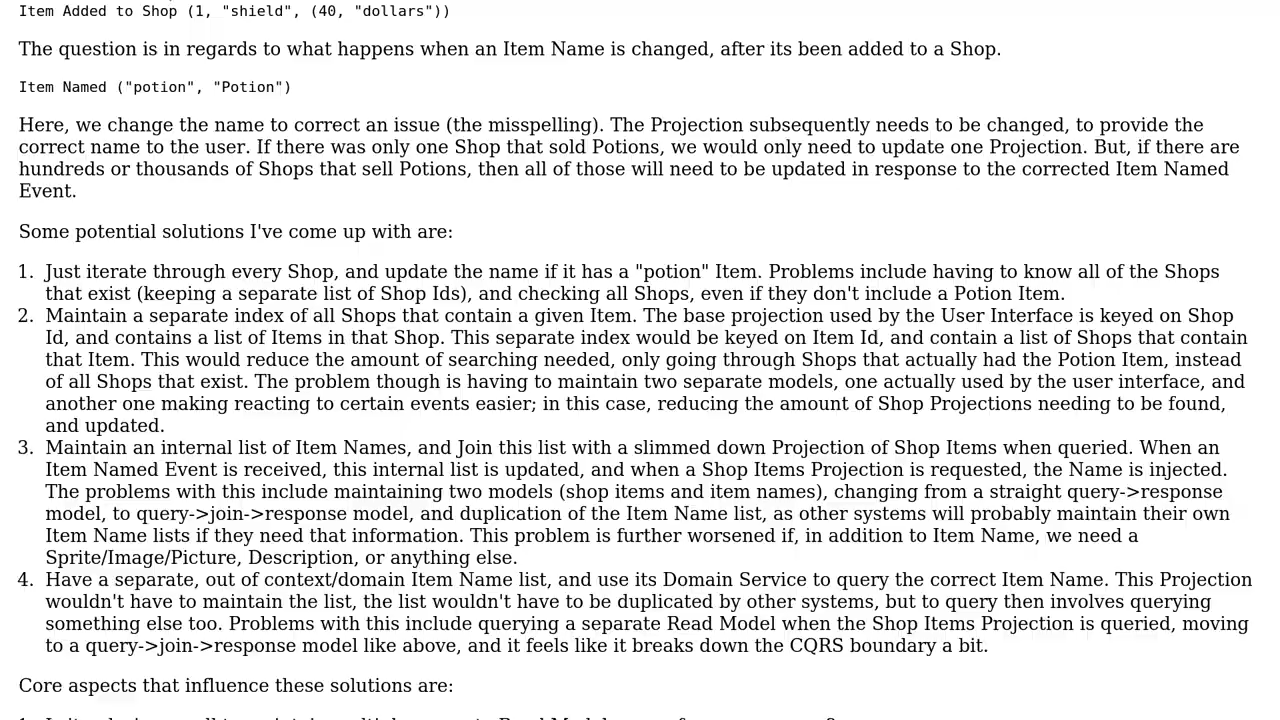 Item Added to Shop (1, "shield", (40, "dollars"))
The question is in regards to what happens when an Item Name is changed, after its been added to a Shop.
Item Named ("potion", "Potion")
Here, we change the name to correct an issue (the misspelling). The Projection subsequently needs to be changed, to provide the
correct name to the user. If there was only one Shop that sold Potions, we would only need to update one Projection. But, if there are
hundreds or thousands of Shops that sell Potions, then all of those will need to be updated in response to the corrected Item Named
Event.
Some potential solutions I've come up with are:
1. Just iterate through every Shop, and update the name if it has a "potion" Item. Problems include having to know all of the Shops
that exist (keeping a separate list of Shop Ids), and checking all Shops, even if they don't include a Potion Item.
2. Maintain a separate index of all Shops that contain a given Item. The base projection used by the User Interface is keyed on Shop
Id, and contains a list of Items in that Shop. This separate index would be keyed on Item Id, and contain a list of Shops that contain
that Item. This would reduce the amount of searching needed, only going through Shops that actually had the Potion Item, instead
of all Shops that exist. The problem though is having to maintain two separate models, one actually used by the user interface, and
another one making reacting to certain events easier; in this case, reducing the amount of Shop Projections needing to be found,
and updated.
3. Maintain an internal list of Item Names, and Join this list with a slimmed down Projection of Shop Items when queried. When an
Item Named Event is received, this internal list is updated, and when a Shop Items Projection is requested, the Name is injected.
The problems with this include maintaining two models (shop items and item names), changing from a straight query->response
model, to query->join->response model, and duplication of the Item Name list, as other systems will probably maintain their own
Item Name lists if they need that information. This problem is further worsened if, in addition to Item Name, we need a
Sprite/Image/Picture, Description, or anything else.
4. Have a separate, out of context/domain Item Name list, and use its Domain Service to query the correct Item Name. This Projection
wouldn't have to maintain the list, the list wouldn't have to be duplicated by other systems, but to query then involves querying
something else too. Problems with this include querying a separate Read Model when the Shop Items Projection is queried, moving
to a query->join->response model like above, and it feels like it breaks down the CQRS boundary a bit.
Core aspects that influence these solutions are: